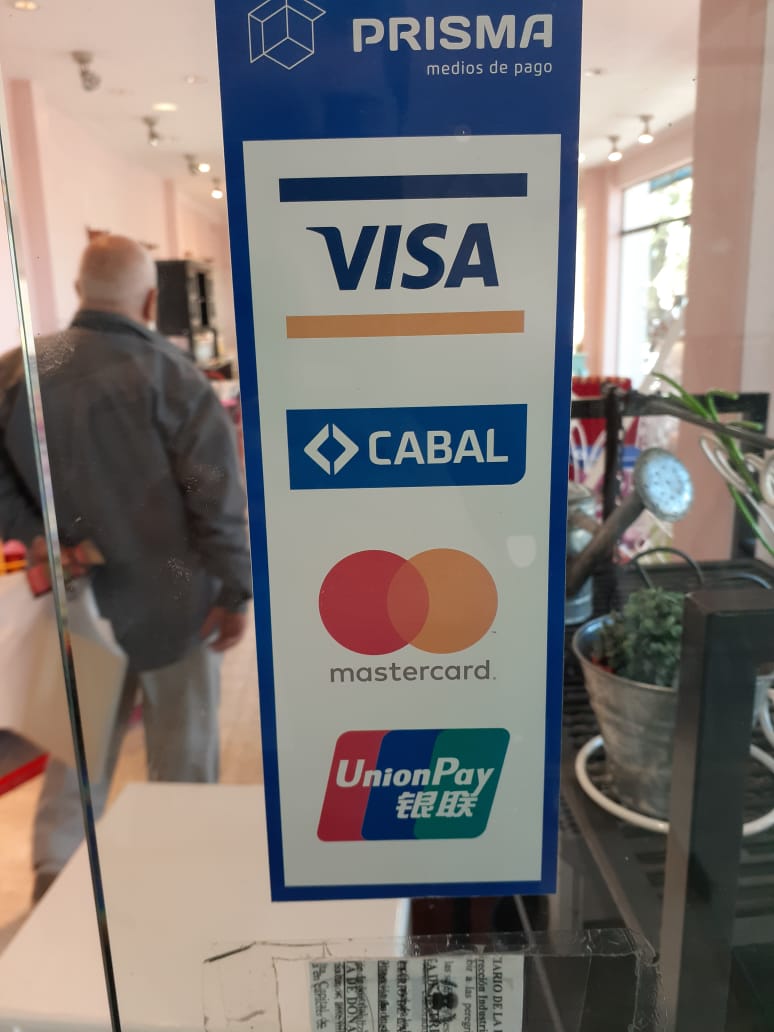 PRISMA
medios de pago
VISA
CABAL
mastercard.
UnionPay
银联